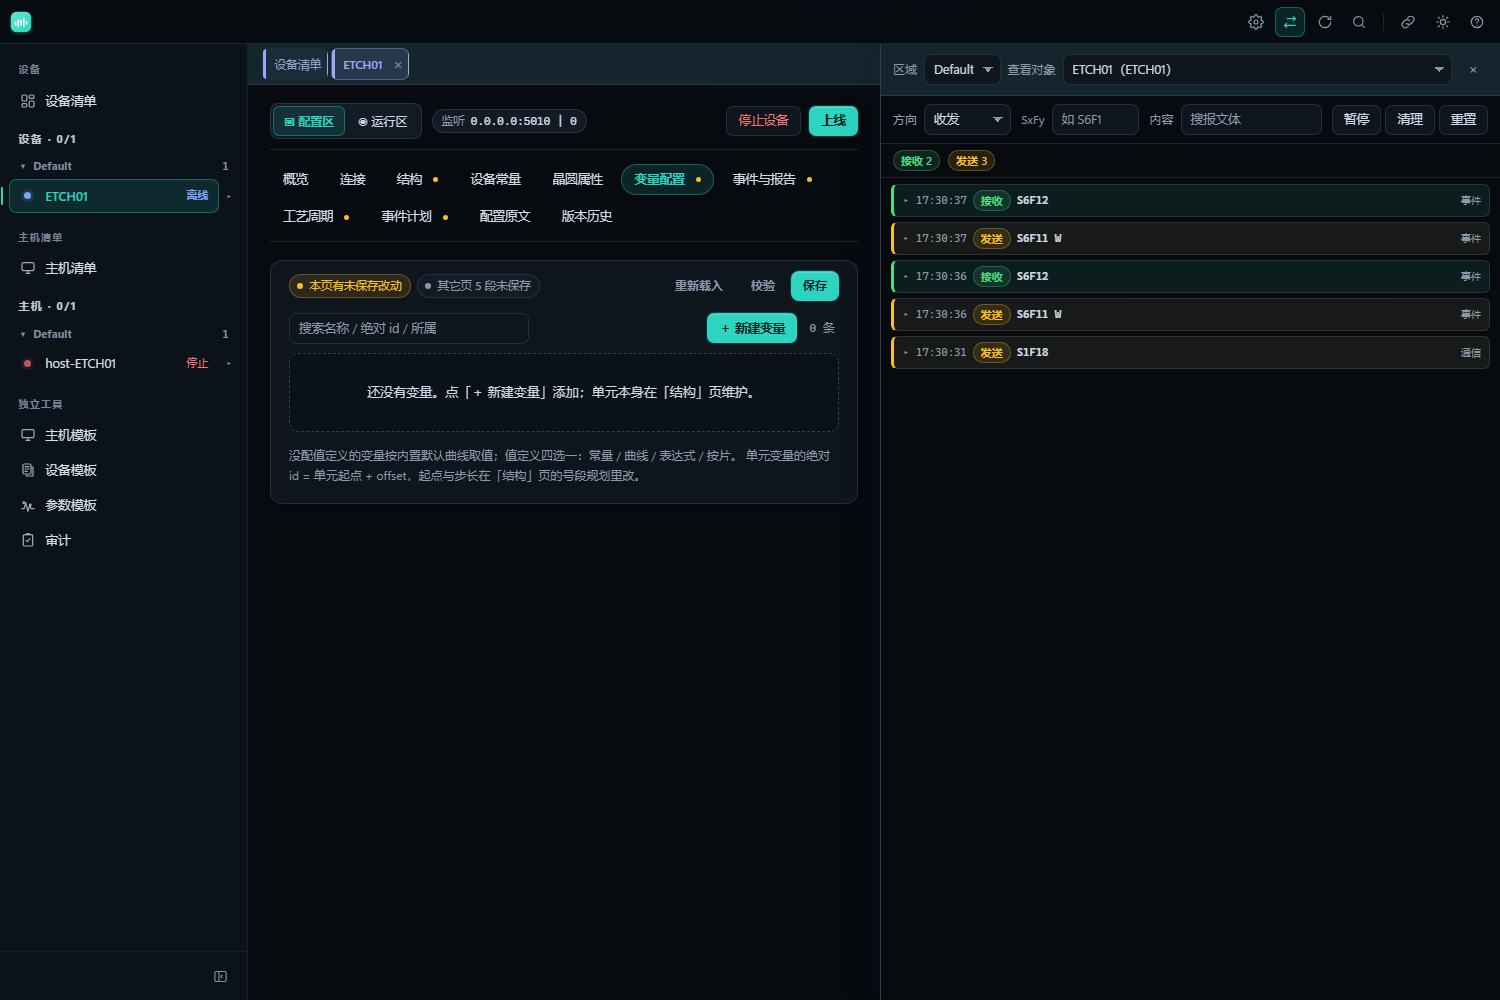 设备
设备清单
设备 · 0/1
Default 1
ETCH01 离线
主机清单
主机清单
主机 · 0/1
Default 1
host-ETCH01 停止
独立工具
主机模板
设备模板
参数模板
审计
设备清单 ETCH01 ×
配置区 运行区 监听 0.0.0.0:5010 | 0 停止设备 上线
概览 连接 结构 设备常量 晶圆属性 变量配置 事件与报告
工艺周期 事件计划 配置原文 版本历史
本页有未保存改动 其它页 5 段未保存 重新载入 校验 保存
搜索名称 / 绝对 id / 所属 + 新建变量 0 条
还没有变量。点「+ 新建变量」添加；单元本身在「结构」页维护。
没配值定义的变量按内置默认曲线取值；值定义四选一：常量 / 曲线 / 表达式 / 按片。 单元变量的绝对
id = 单元起点 + offset，起点与步长在「结构」页的号段规划里改。
区域 Default 查看对象 ETCH01 (ETCH01) ×
方向 收发 SxFy 如 S6F1 内容 搜报文体 暂停 清理 重置
接收 2 发送 3
17:30:37 接收 S6F12 事件
17:30:37 发送 S6F11 W 事件
17:30:36 接收 S6F12 事件
17:30:36 发送 S6F11 W 事件
17:30:31 发送 S1F18 通信